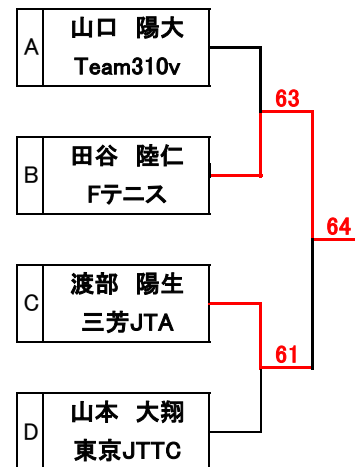 A
山口　陽大
Team310v
63
B
田谷　陸仁
Fテニス
64
C
渡部　陽生
三芳JTA
61
D
山本　大翔
東京JTTC